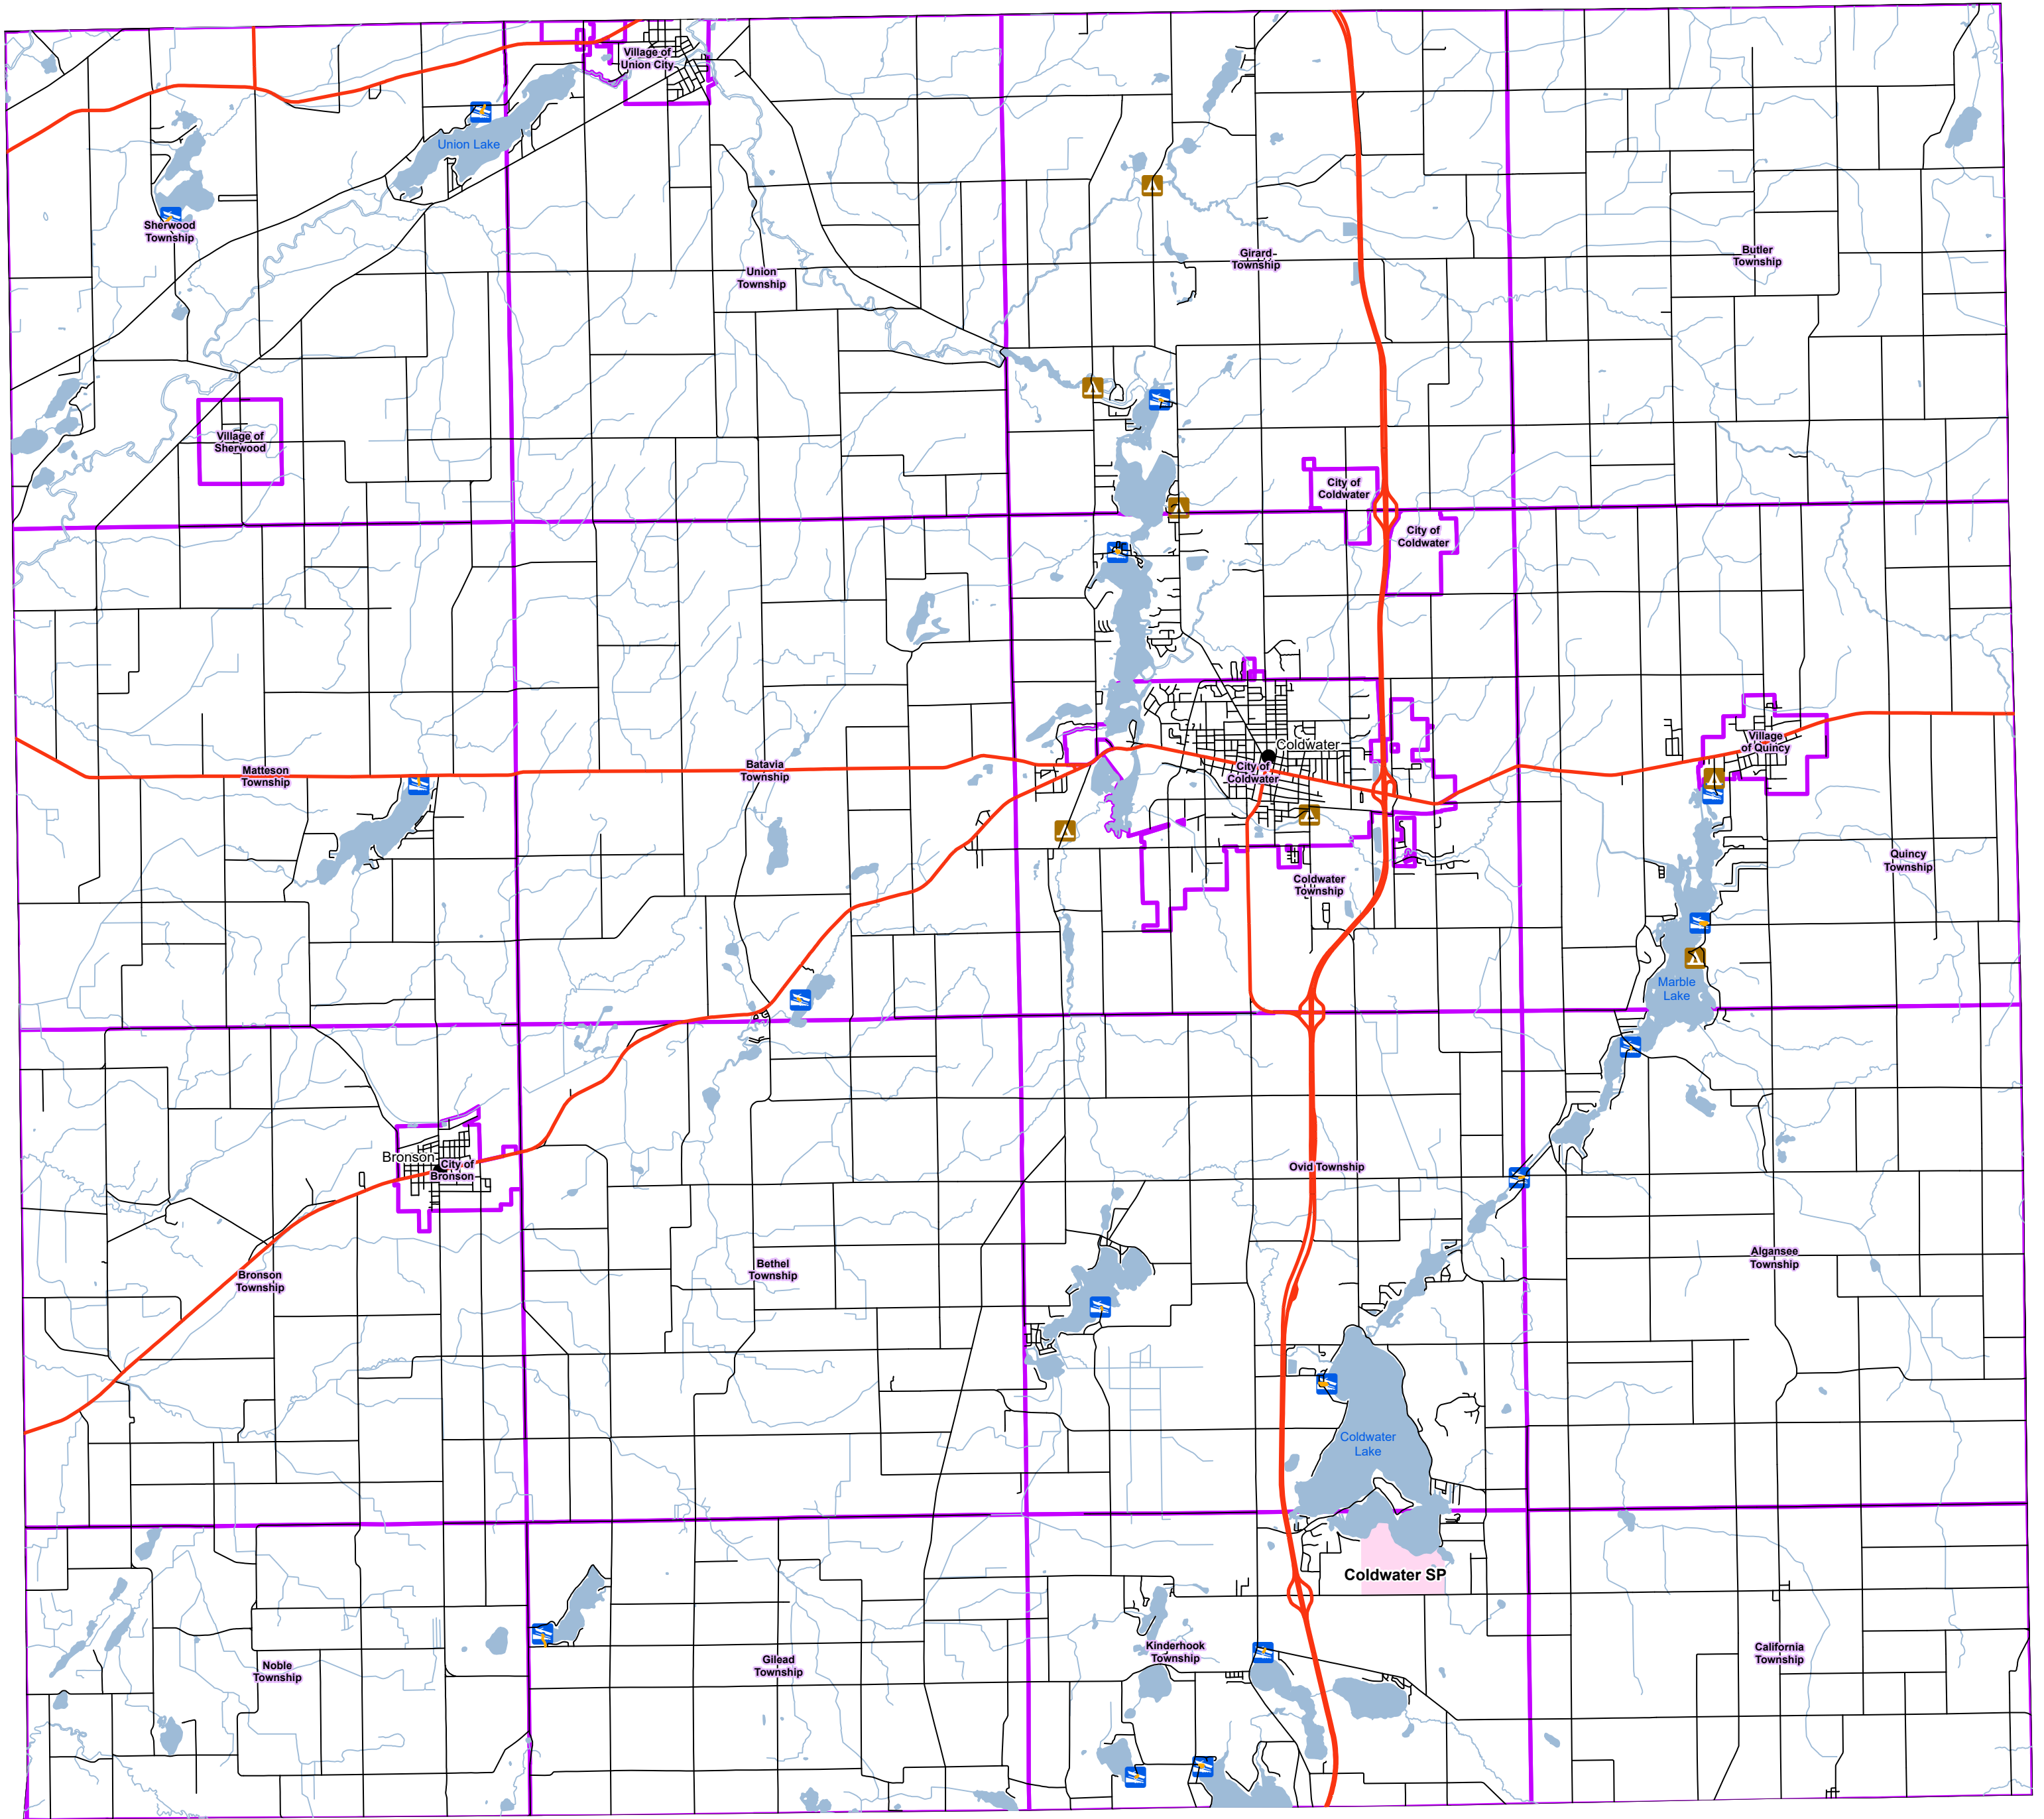 Village of
Union City
Union Lake
Sherwood
Township
Union
Township
Girard
Township
Butler
Township
Village of
Sherwood
City of
Coldwater
City of
Coldwater
Coldwater
City of
Coldwater
Village
of Quincy
Matteson
Township
Batavia
Township
Quincy
Township
Coldwater
Township
Marble
Lake
Bronson
City of
Bronson
Ovid Township
Bronson
Township
Bethel
Township
Algansee
Township
Coldwater
Lake
Coldwater SP
Noble
Township
Gilead
Township
Kinderhook
Township
California
Township